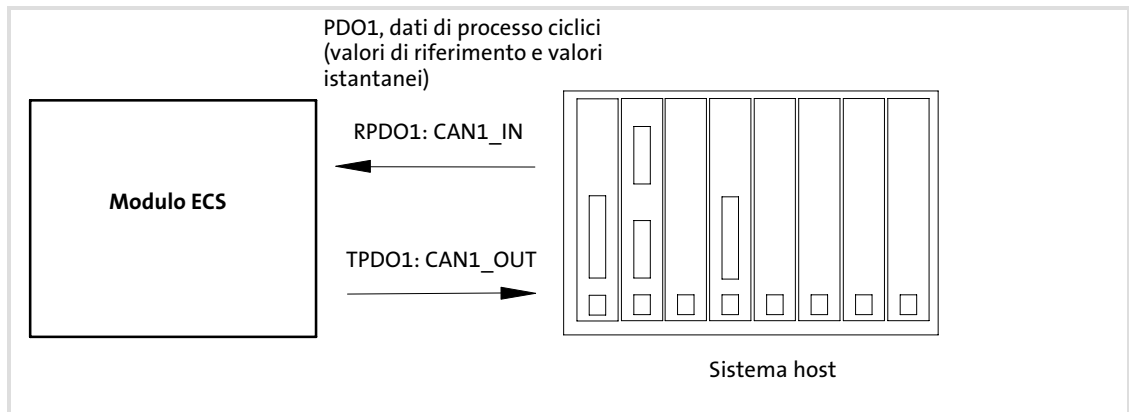 PDO1, dati di processo ciclici
(valori di riferimento e valori
istantanei)
RPDO1: CAN1_IN
Modulo ECS
TPDO1: CAN1_OUT
Sistema host